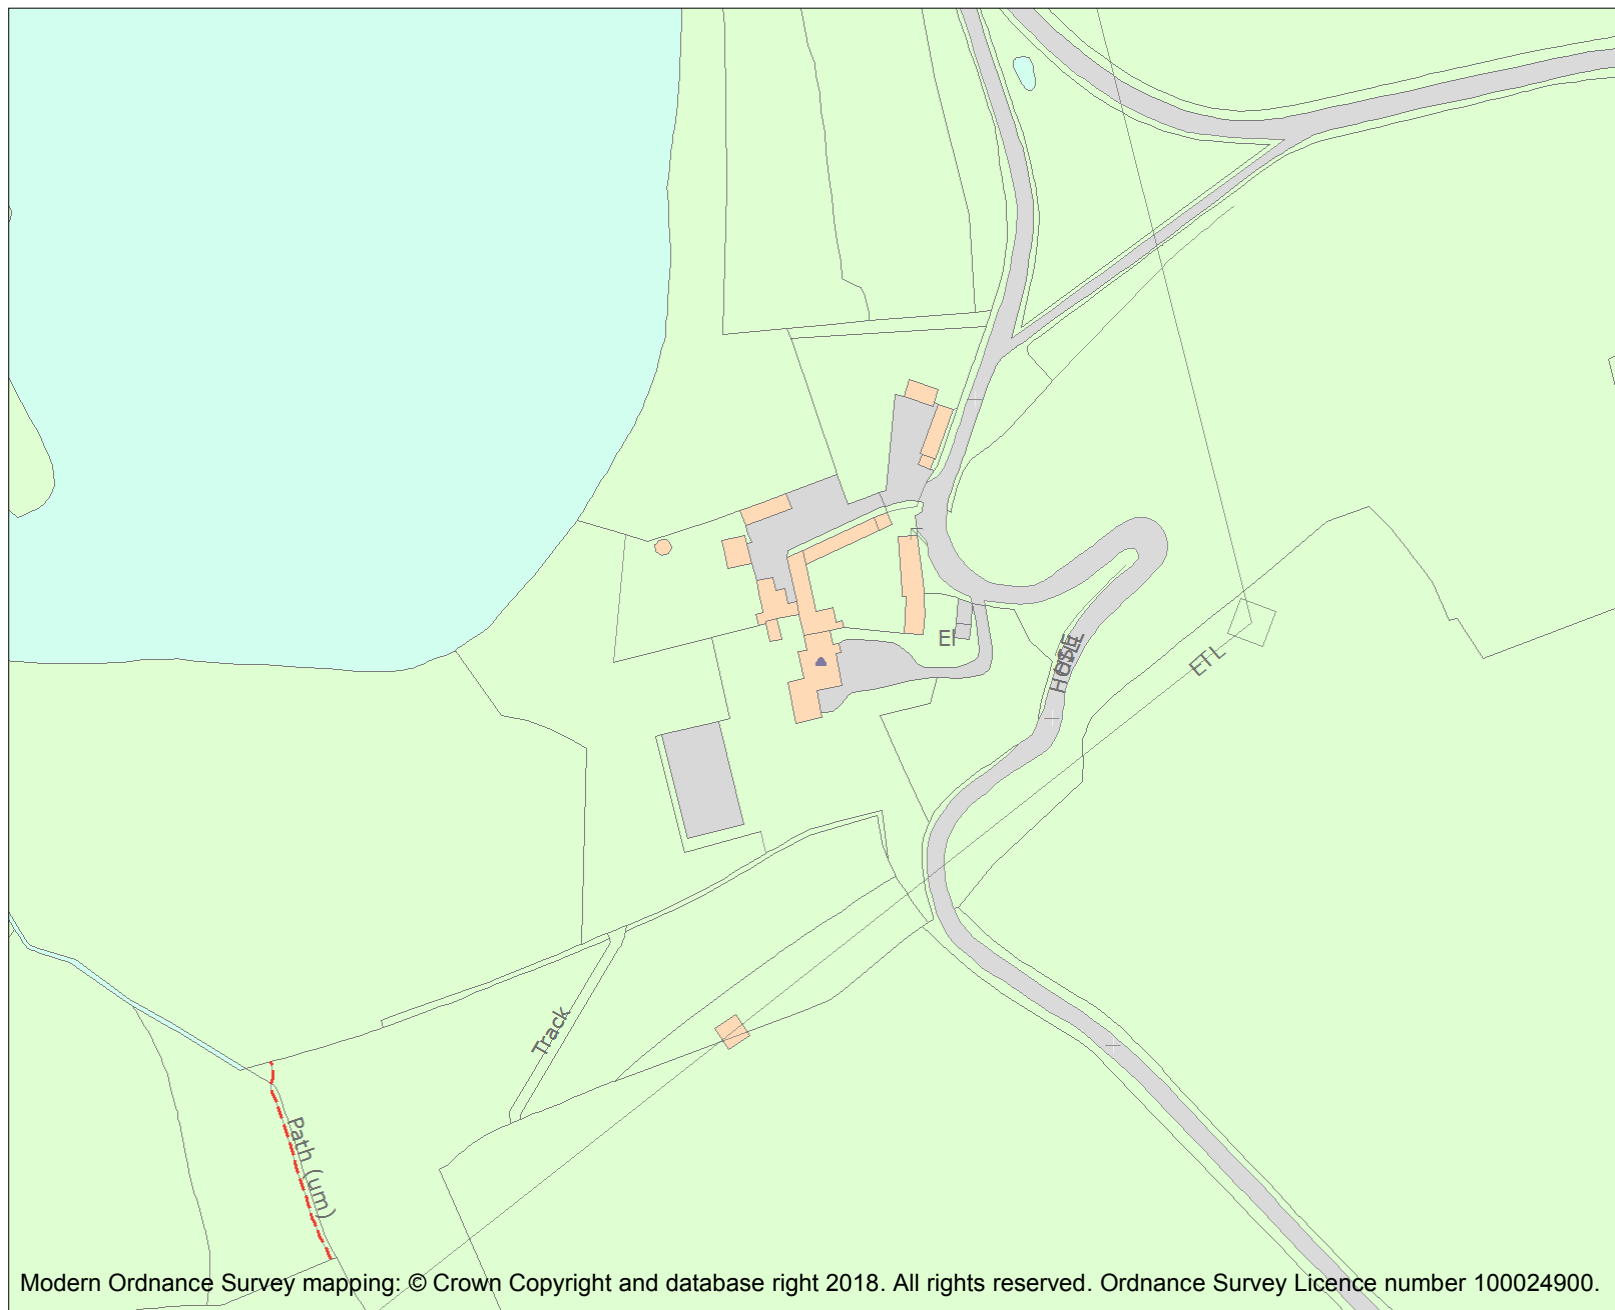 El
ETL
Track
Path (um)
Modern Ordnance Survey mapping: © Crown Copyright and database right 2018. All rights reserved. Ordnance Survey Licence number 100024900.